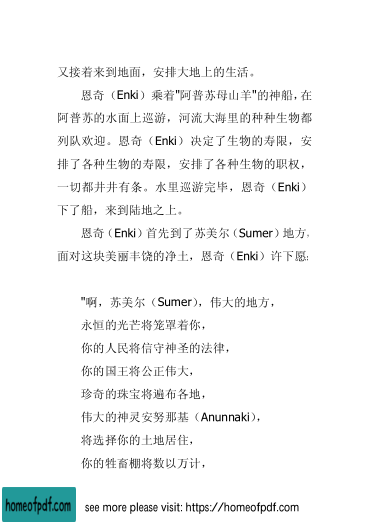 又接着来到地面，安排大地上的生活。
恩奇（Enki）乘着"阿普苏母山羊"的神船，在
阿普苏的水面上巡游，河流大海里的种种生物都
列队欢迎。恩奇（Enki）决定了生物的寿限，安
排了各种生物的寿限，安排了各种生物的职权，
一切都井井有条。水里巡游完毕，恩奇（Enki）
下了船，来到陆地之上。
恩奇（Enki）首先到了苏美尔（Sumer）地方。
面对这块美丽丰饶的净土，恩奇（Enki）许下愿：
"啊，苏美尔（Sumer），伟大的地方，
永恒的光芒将笼罩着你，
你的人民将信守神圣的法律，
你的国王将公正伟大，
珍奇的珠宝将遍布各地，
伟大的神灵安努那基（Anunnaki），
将选择你的土地居住，
你的牲畜棚将数以万计，
homeofpdf.com see more please visit: https://homeofpdf.com